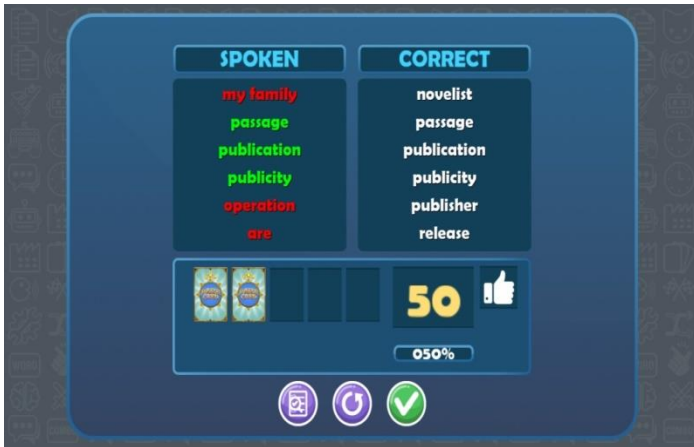 SPOKEN CORRECT
my family novelist
passage passage
publication publication
publicity publicity
operation publisher
are release
50
050%